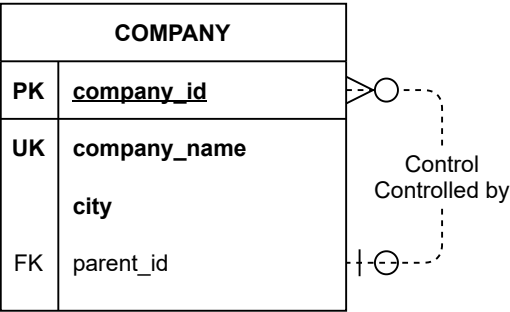 COMPANY
PK company_id
UK company_name
city
FK parent_id
Control
Controlled by